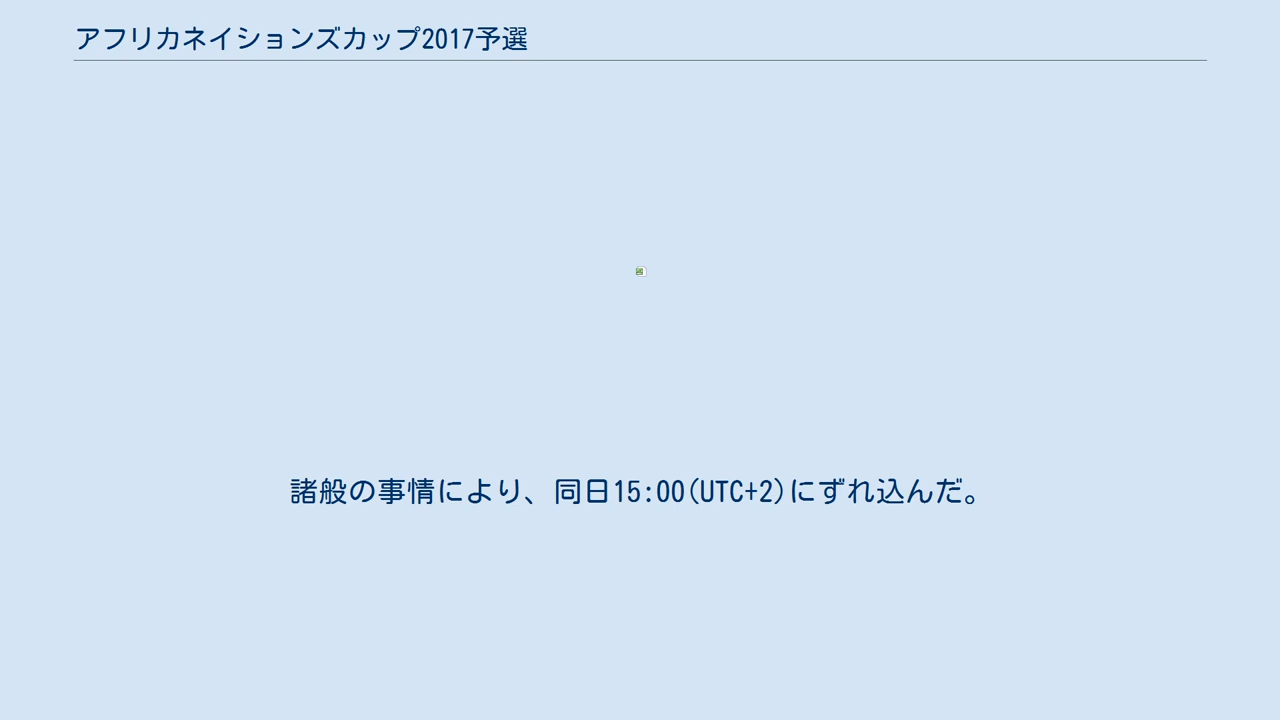 アフリカネイションズカップ2017予選
諸般の事情により、同日15:00(UTC+2)にずれ込んだ。